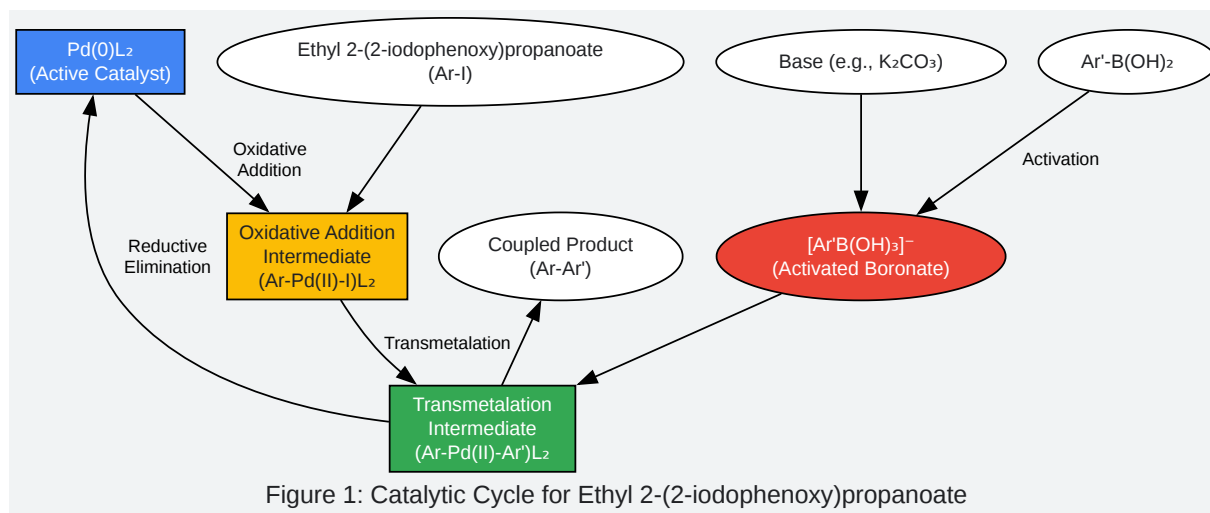 Pd(0)L₂
(Active Catalyst)
Ethyl 2-(2-iodophenoxy)propanoate
(Ar-I)
Base (e.g., K₂CO₃)
Ar'-B(OH)₂
Oxidative
Addition
Activation
Reductive
Elimination
Oxidative Addition
Intermediate
(Ar-Pd(II)-I)L₂
Coupled Product
(Ar-Ar')
[Ar'B(OH)₃]⁻
(Activated Boronate)
Transmetalation
Transmetalation
Intermediate
(Ar-Pd(II)-Ar')L₂
Figure 1: Catalytic Cycle for Ethyl 2-(2-iodophenoxy)propanoate